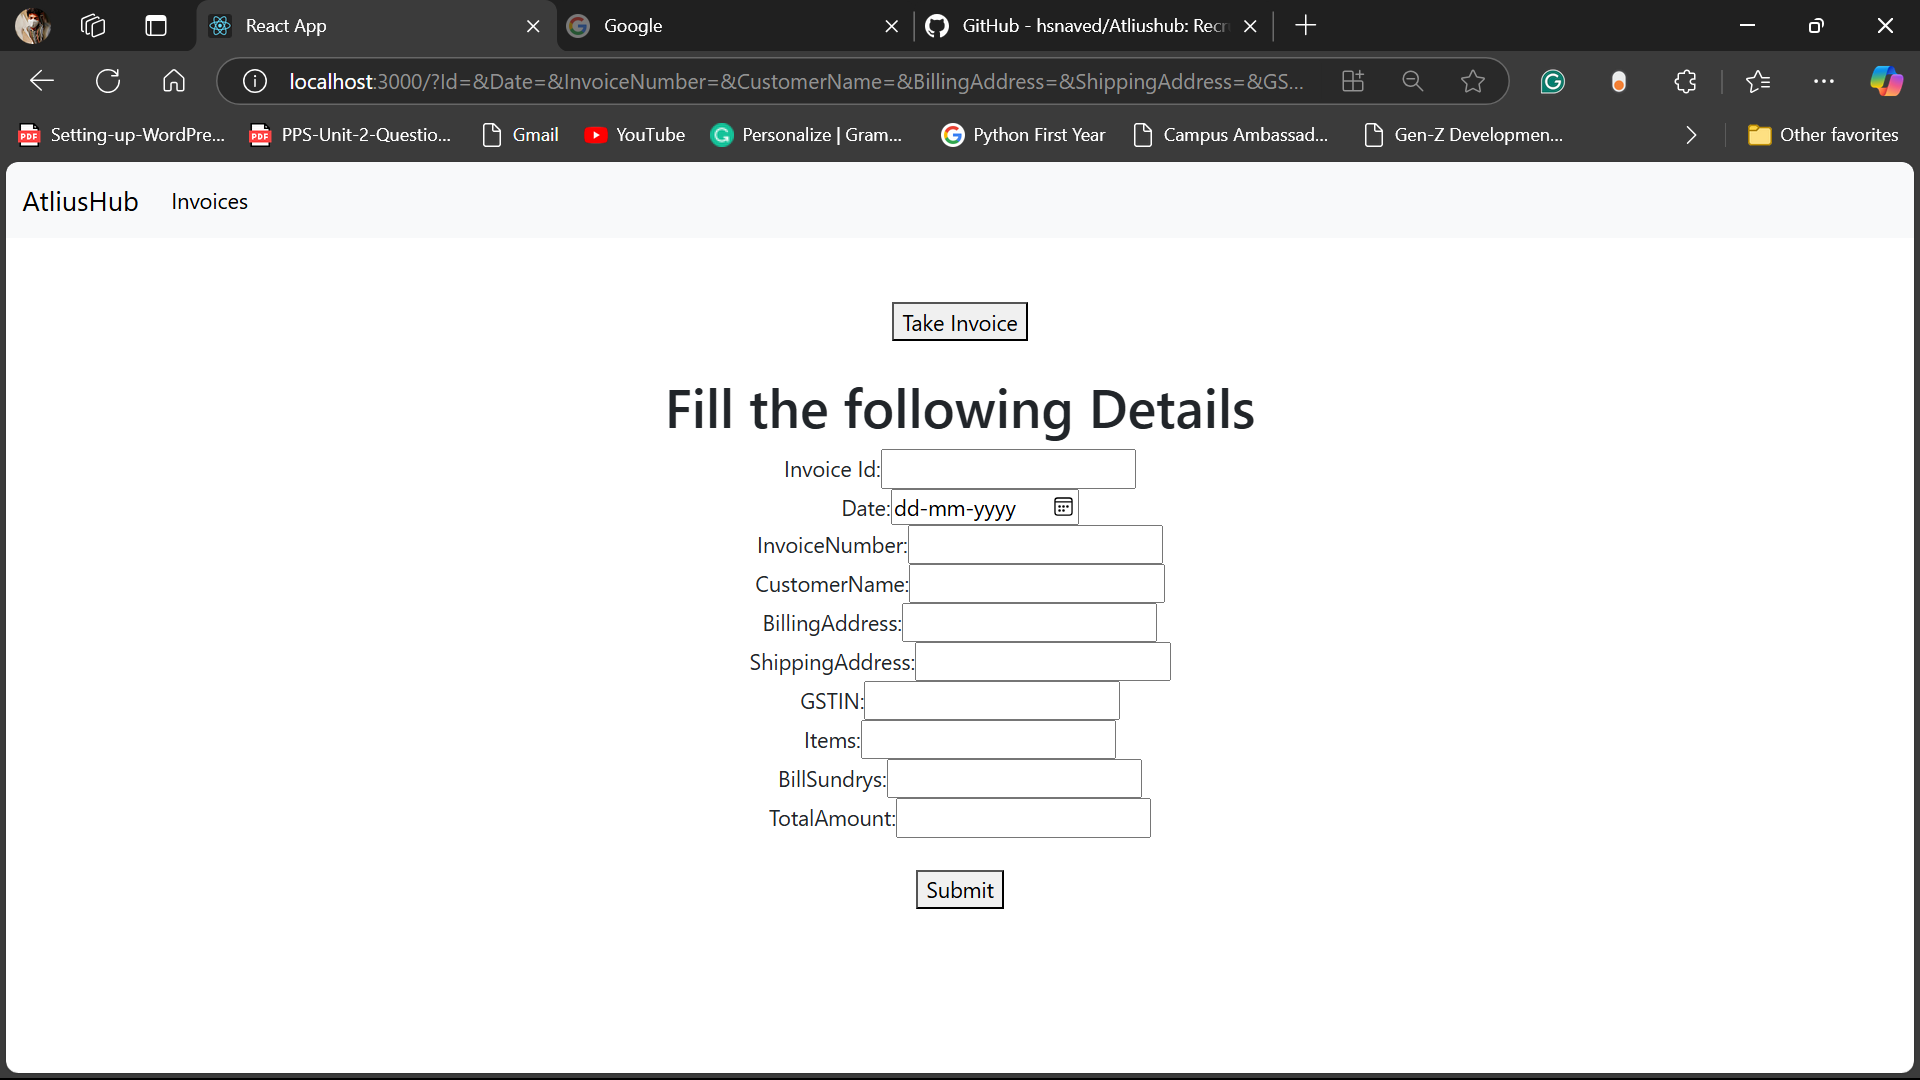 React App
Google
GitHub - hsnaved/Atliushub: Recr
localhost:3000/?Id=&Date=&InvoiceNumber=&CustomerName=&BillingAddress=&ShippingAddress=&GS...
Setting-up-WordPre...
PPS-Unit-2-Questio...
Gmail
YouTube
Personalize | Gram...
Python First Year
Campus Ambassad...
Gen-Z Developmen...
Other favorites
AtliusHub
Invoices
Take Invoice
Fill the following Details
Invoice Id:
Date: dd-mm-yyyy
InvoiceNumber:
CustomerName:
BillingAddress:
ShippingAddress:
GSTIN:
Items:
BillSundrys:
TotalAmount:
Submit